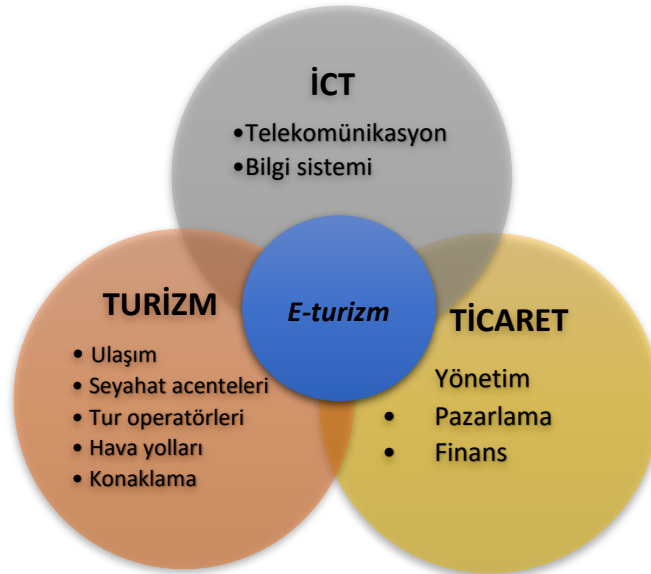 İCT
•Telekomünikasyon
•Bilgi sistemi
E-turizm
TURİZM
• Ulaşım
• Seyahat acenteleri
• Tur operatörleri
• Hava yolları
• Konaklama
TİCARET
Yönetim
• Pazarlama
• Finans